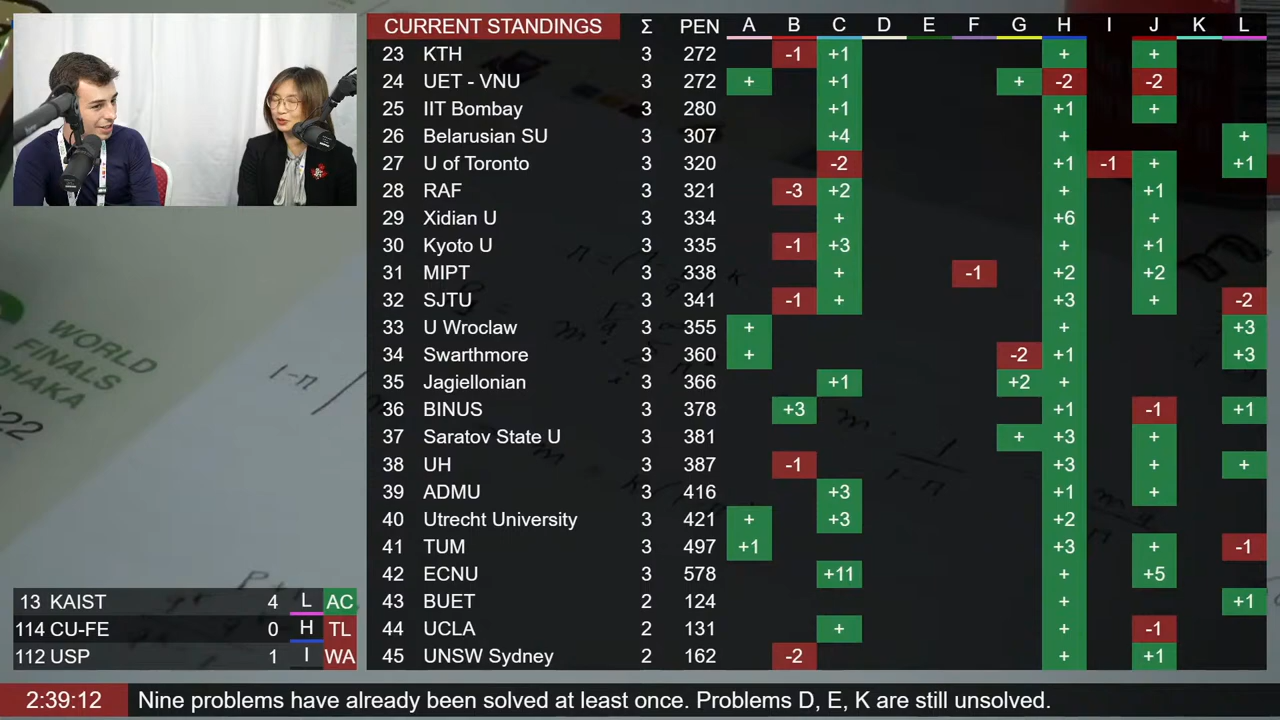 CURRENT STANDINGS Σ PEN A B C D E F G H I J K L
23 KTH 3 272 -1 +1 + +
24 UET - VNU 3 272 + +1 + -2 -2
25 IIT Bombay 3 280 +1 +1 +
26 Belarusian SU 3 307 +4 + +
27 U of Toronto 3 320 -2 +1 -1 + +1
28 RAF 3 321 -3 +2 + +1
29 Xidian U 3 334 + +6 +
30 Kyoto U 3 335 -1 +3 + +1
31 MIPT 3 338 + -1 +2 +2
32 SJTU 3 341 -1 + +3 + -2
33 U Wroclaw 3 355 + + +3
34 Swarthmore 3 360 + -2 +1 +3
35 Jagiellonian 3 366 +1 +2 +
36 BINUS 3 378 +3 +1 -1 +1
37 Saratov State U 3 381 + +3 +
38 UH 3 387 -1 +3 + +
39 ADMU 3 416 +3 +1 +
40 Utrecht University 3 421 + +3 +2
41 TUM 3 497 +1 +3 + -1
42 ECNU 3 578 +11 + +5
43 BUET 2 124 + +1
44 UCLA 2 131 + + -1
45 UNSW Sydney 2 162 -2 + +1
WORLD
FINALS
DHAKA
22
13 KAIST 4 L AC
114 CU-FE 0 H TL
112 USP 1 I WA
2:39:12 Nine problems have already been solved at least once. Problems D, E, K are still unsolved.